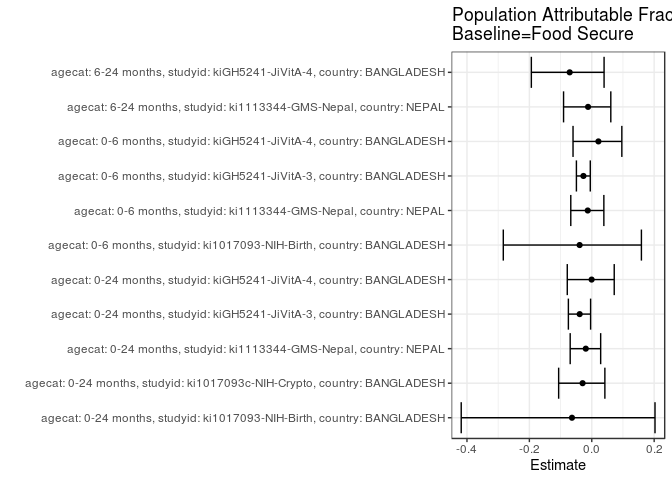 Population Attributable Frac
Baseline=Food Secure
agecat: 6-24 months, studyid: kiGH5241-JiVitA-4, country: BANGLADESH
agecat: 6-24 months, studyid: ki1113344-GMS-Nepal, country: NEPAL
agecat: 0-6 months, studyid: kiGH5241-JiVitA-4, country: BANGLADESH
agecat: 0-6 months, studyid: kiGH5241-JiVitA-3, country: BANGLADESH
agecat: 0-6 months, studyid: ki1113344-GMS-Nepal, country: NEPAL
agecat: 0-6 months, studyid: ki1017093-NIH-Birth, country: BANGLADESH
agecat: 0-24 months, studyid: kiGH5241-JiVitA-4, country: BANGLADESH
agecat: 0-24 months, studyid: kiGH5241-JiVitA-3, country: BANGLADESH
agecat: 0-24 months, studyid: ki1113344-GMS-Nepal, country: NEPAL
agecat: 0-24 months, studyid: ki1017093c-NIH-Crypto, country: BANGLADESH
agecat: 0-24 months, studyid: ki1017093-NIH-Birth, country: BANGLADESH
-0.4 -0.2 0.0 0.2
Estimate